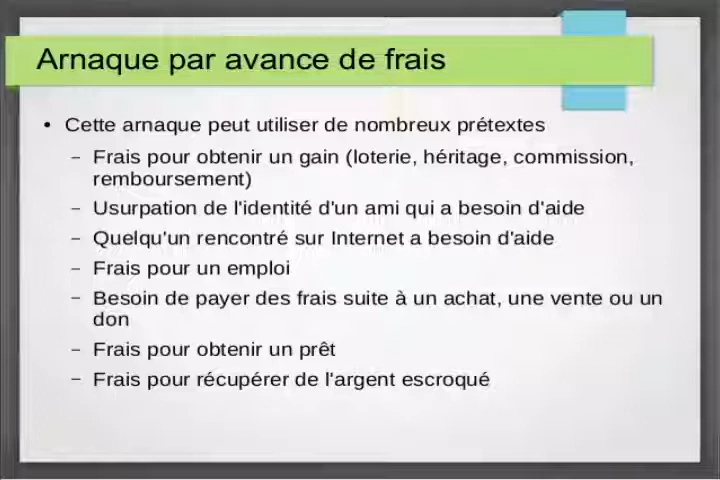 Arnaque par avance de frais
• Cette arnaque peut utiliser de nombreux prétextes
– Frais pour obtenir un gain (loterie, héritage, commission,
remboursement)
– Usurpation de l'identité d'un ami qui a besoin d'aide
– Quelqu'un rencontré sur Internet a besoin d'aide
– Frais pour un emploi
– Besoin de payer des frais suite à un achat, une vente ou un
don
– Frais pour obtenir un prêt
– Frais pour récupérer de l'argent escroqué